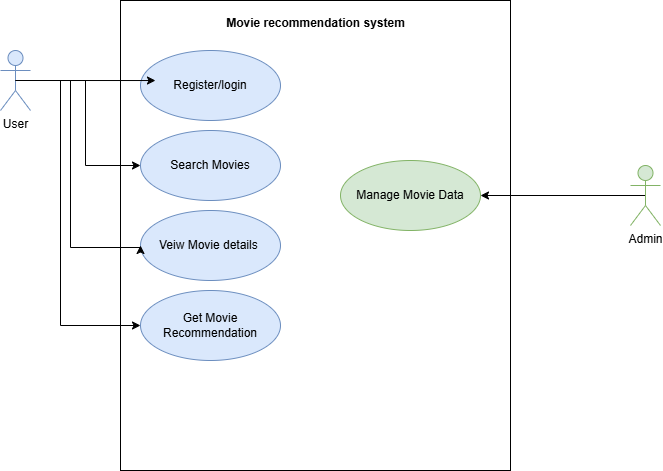 Movie recommendation system
Register/login
User
Search Movies
Manage Movie Data
Admin
Veiw Movie details
Get Movie
Recommendation